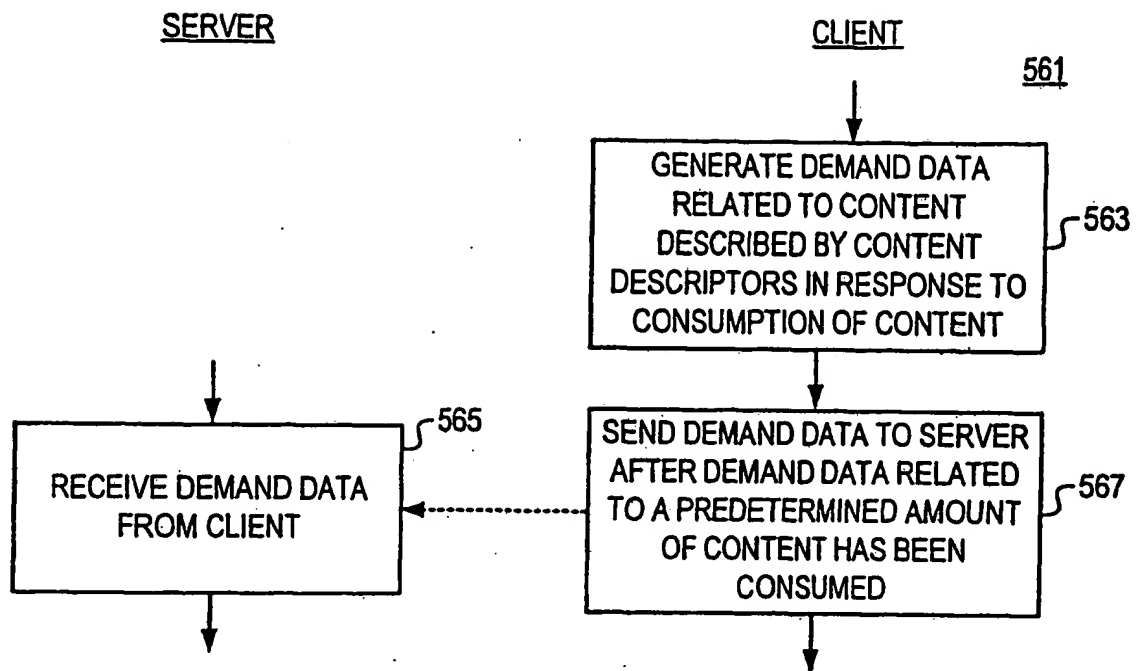 SERVER
CLIENT
561
GENERATE DEMAND DATA
RELATED TO CONTENT
DESCRIBED BY CONTENT
DESCRIPTORS IN RESPONSE TO
CONSUMPTION OF CONTENT
563
565
RECEIVE DEMAND DATA
FROM CLIENT
SEND DEMAND DATA TO SERVER
AFTER DEMAND DATA RELATED
TO A PREDETERMINED AMOUNT
OF CONTENT HAS BEEN
CONSUMED
567